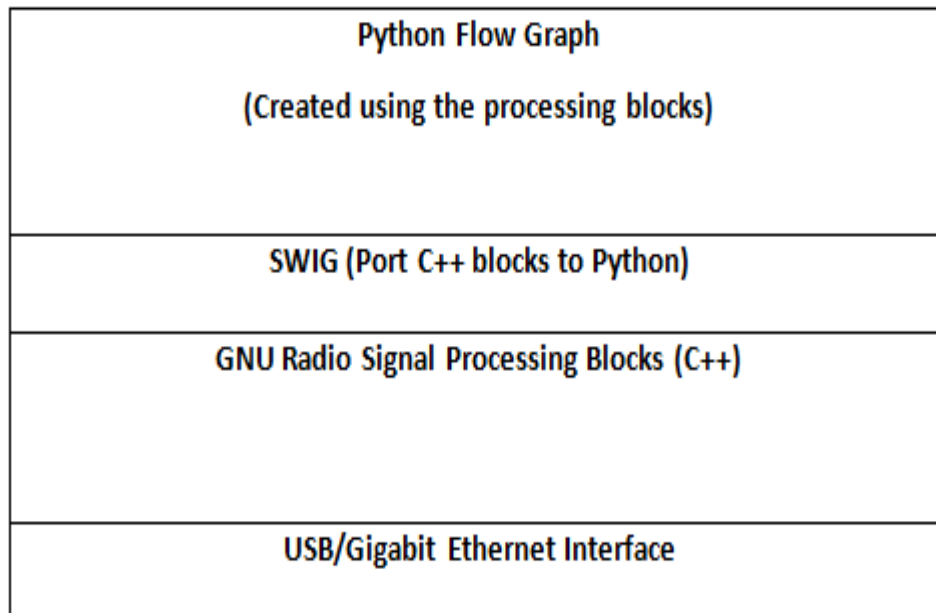 Python Flow Graph
(Created using the processing blocks)
SWIG (Port C++ blocks to Python)
GNU Radio Signal Processing Blocks (C++)
USB/Gigabit Ethernet Interface